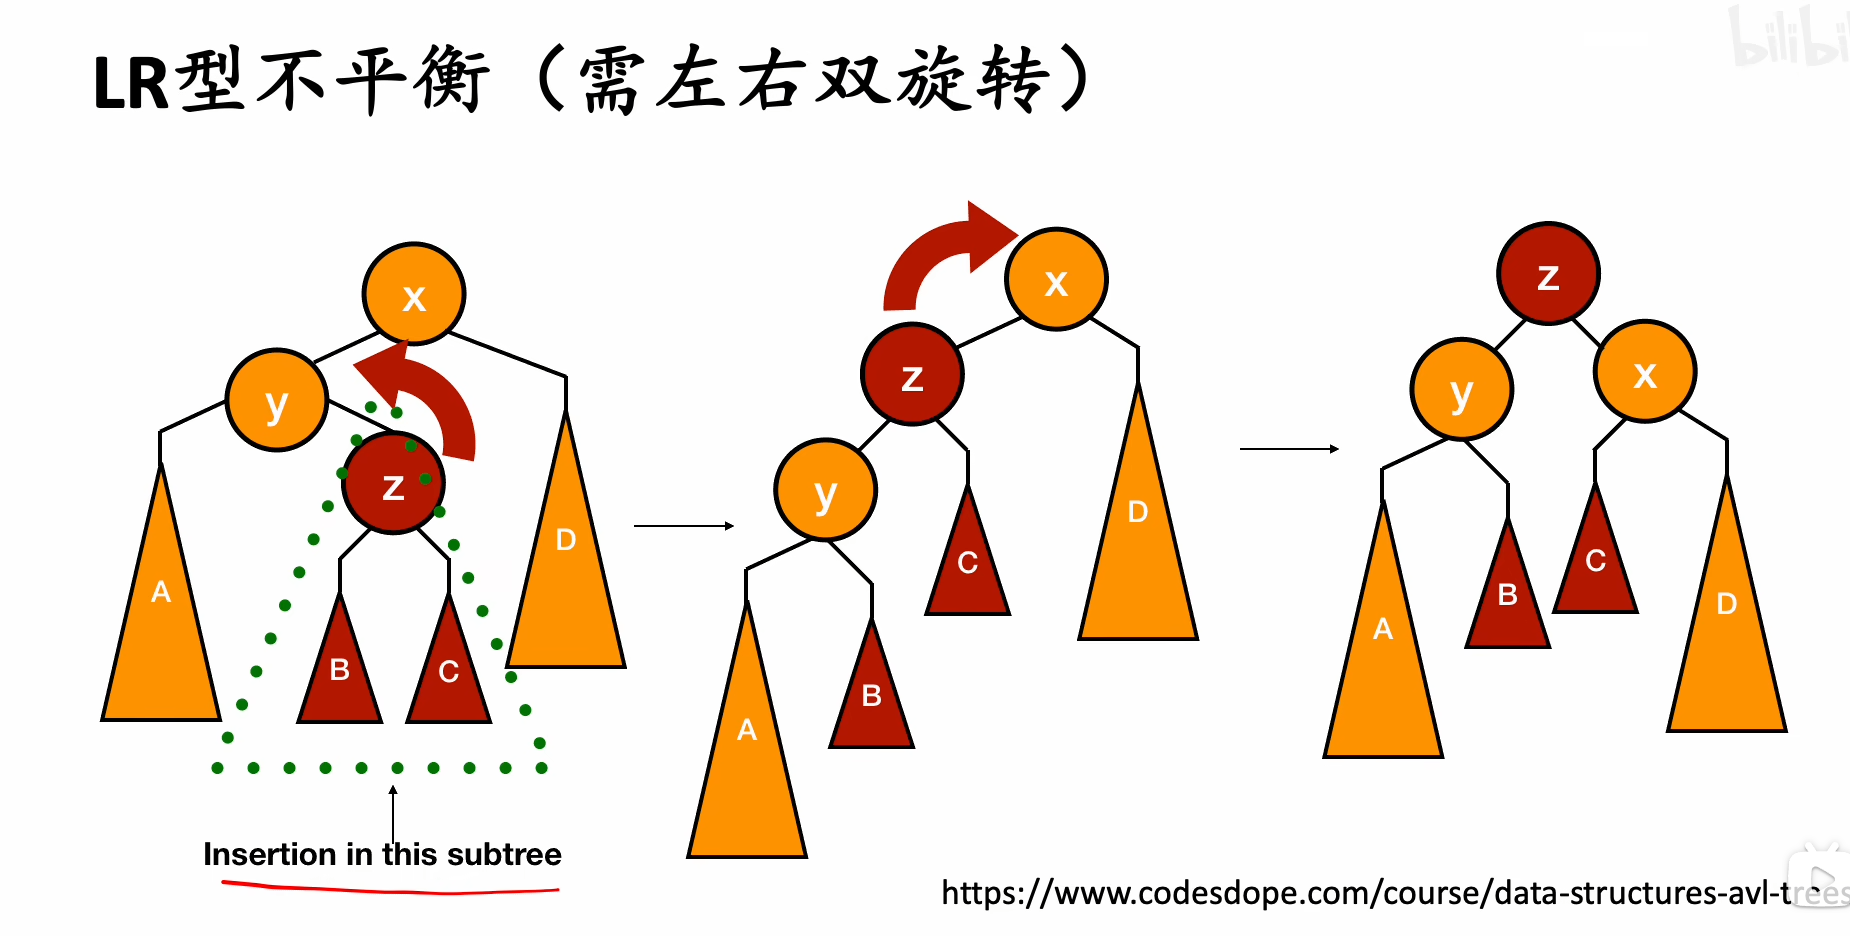 LR型不平衡（需左右双旋转）
bilibili
x
y
z
A
B
C
D
Insertion in this subtree
x
z
y
C
D
A
B
z
y
x
A
B
C
D
https://www.codesdope.com/course/data-structures-avl-trees